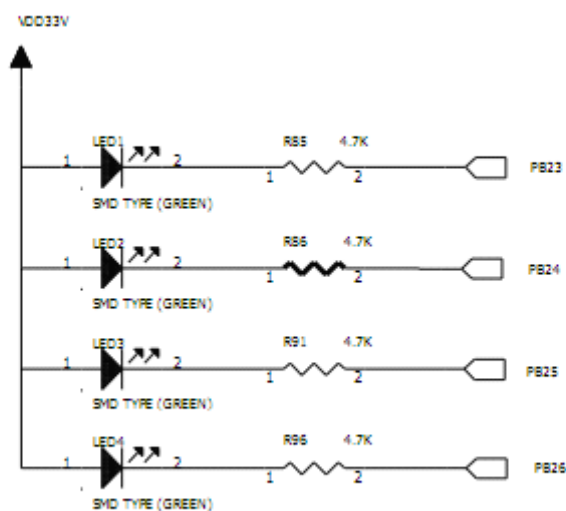 VDD33V
LED1 R85 4.7K
1 2 1 2 PB23
SMD TYPE (GREEN)
LED2 R86 4.7K
1 2 1 2 PB24
SMD TYPE (GREEN)
LED3 R91 4.7K
1 2 1 2 PB25
SMD TYPE (GREEN)
LED4 R96 4.7K
1 2 1 2 PB26
SMD TYPE (GREEN)